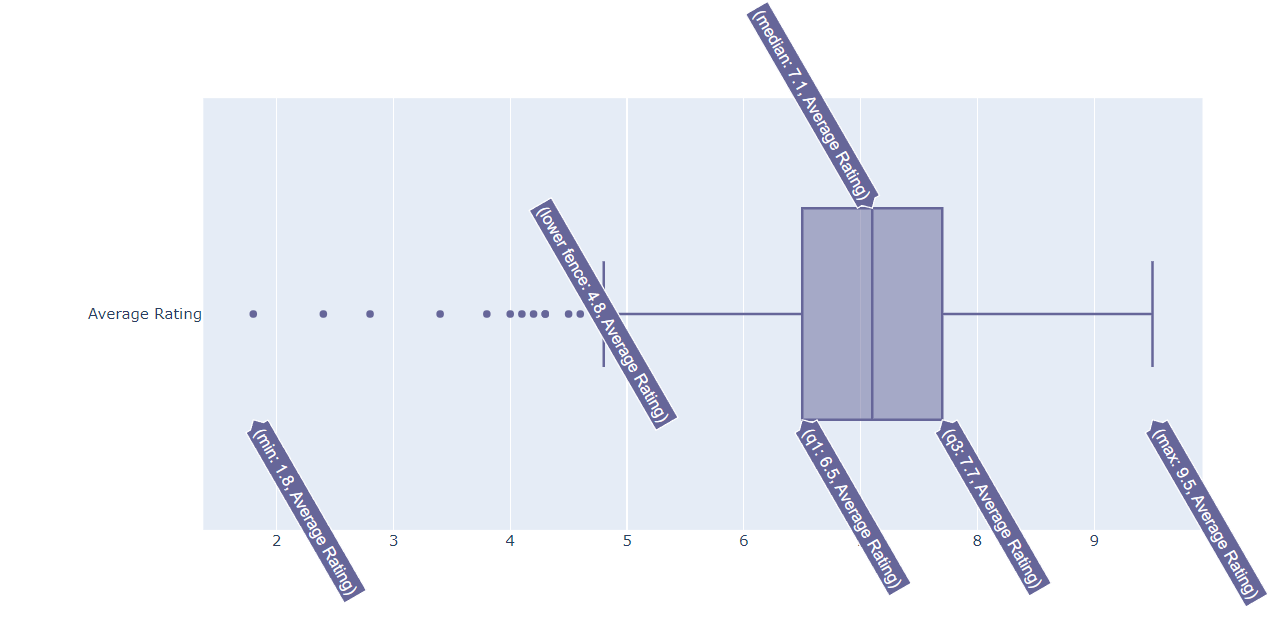 (median: 7.1, Average Rating)
(lower fence: 4.8, Average Rating)
Average Rating
(min: 1.8, Average Rating)
(q1: 6.5, Average Rating)
(q3: 7.7, Average Rating)
(max: 9.5, Average Rating)
2 3 4 5 6 8 9